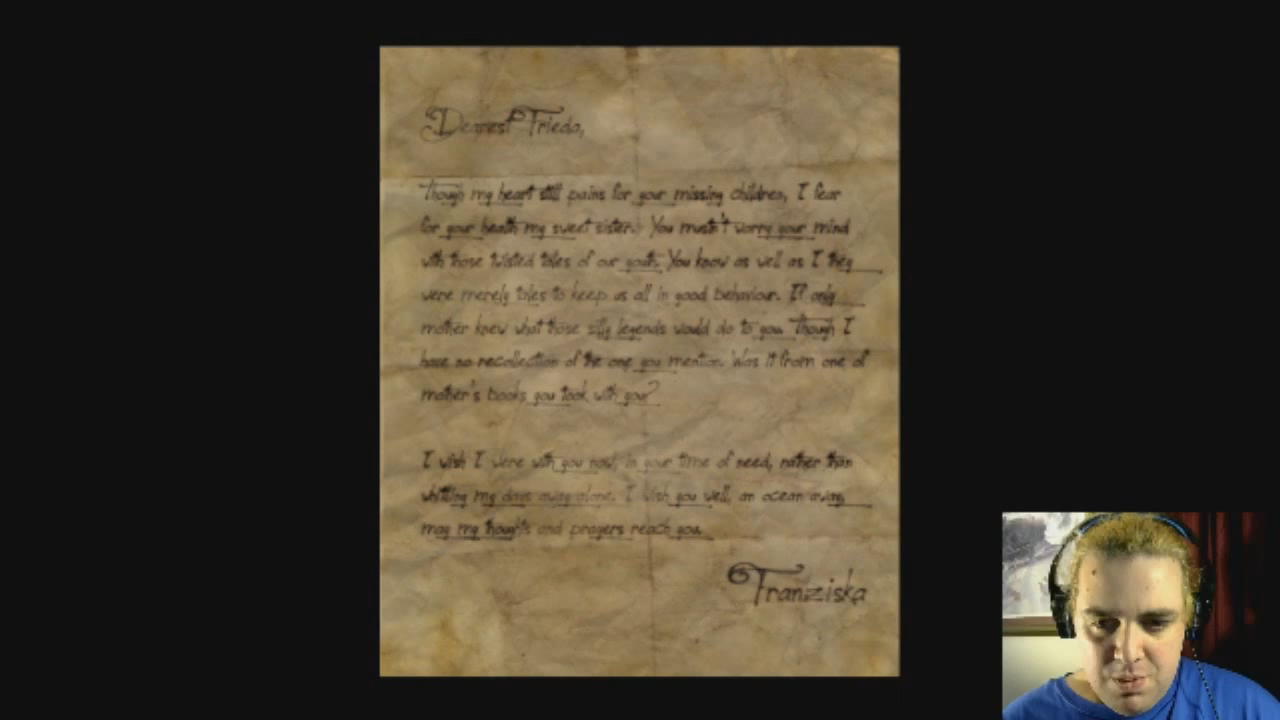 Dearest Frieda,
Though my heart still pains for your missing children, I fear
for your health my sweet sister. You mustn't worry your mind
with those twisted tales of our youth. You know as well as I they
were merely tales to keep us all in good behaviour. If only
mother knew what those silly legends would do to you. Though I
have no recollection of the one you mention. Was it from one of
mother's books you took with you?
I wish I were with you now, in your time of need, rather than
whittling my days away alone. I wish you well, an ocean away,
may my thoughts and prayers reach you.
Franziska